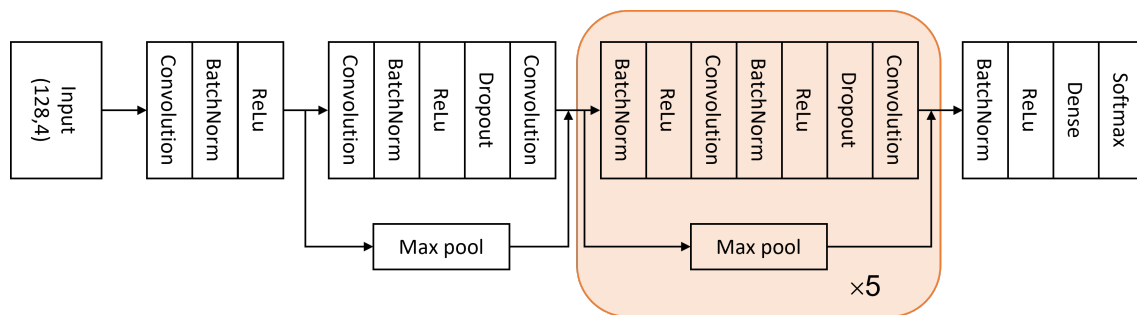 Input
(128,4)
Convolution
BatchNorm
ReLu
Convolution
BatchNorm
ReLu
Dropout
Convolution
Max pool
BatchNorm
ReLu
Convolution
BatchNorm
ReLu
Dropout
Convolution
Max pool
×5
BatchNorm
ReLu
Dense
Softmax